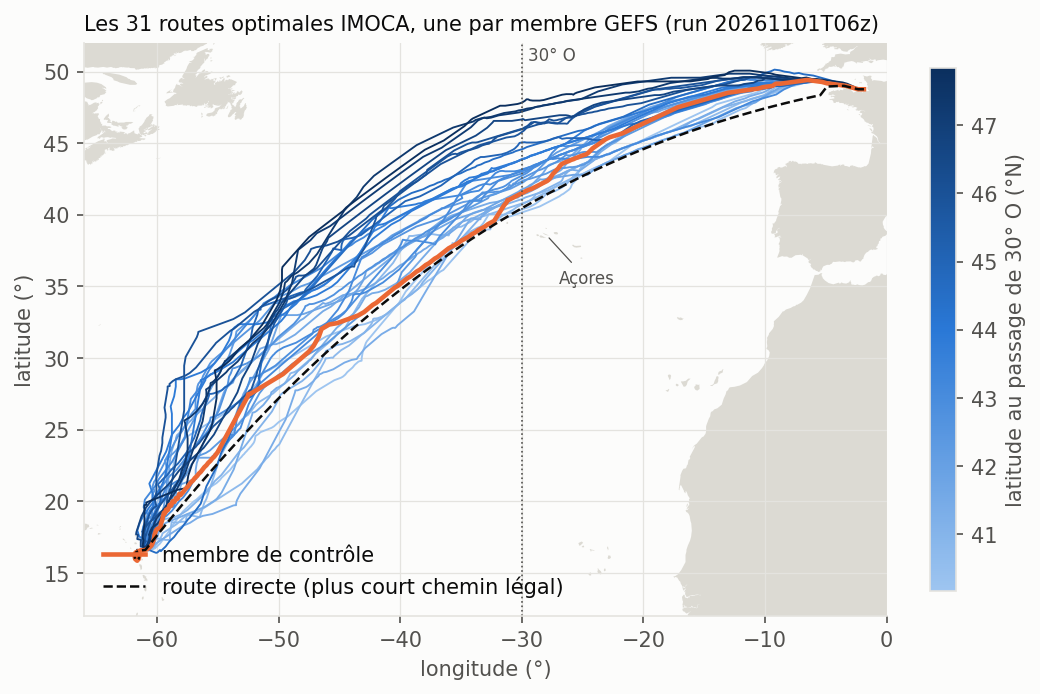 Les 31 routes optimales IMOCA, une par membre GEFS (run 20261101T06z)
30° O
Açores
membre de contrôle
route directe (plus court chemin légal)
50
45
40
35
30
25
20
15
−60
−50
−40
−30
−20
−10
0
longitude (°)
latitude (°)
47
46
45
44
43
42
41
latitude au passage de 30° O (°N)